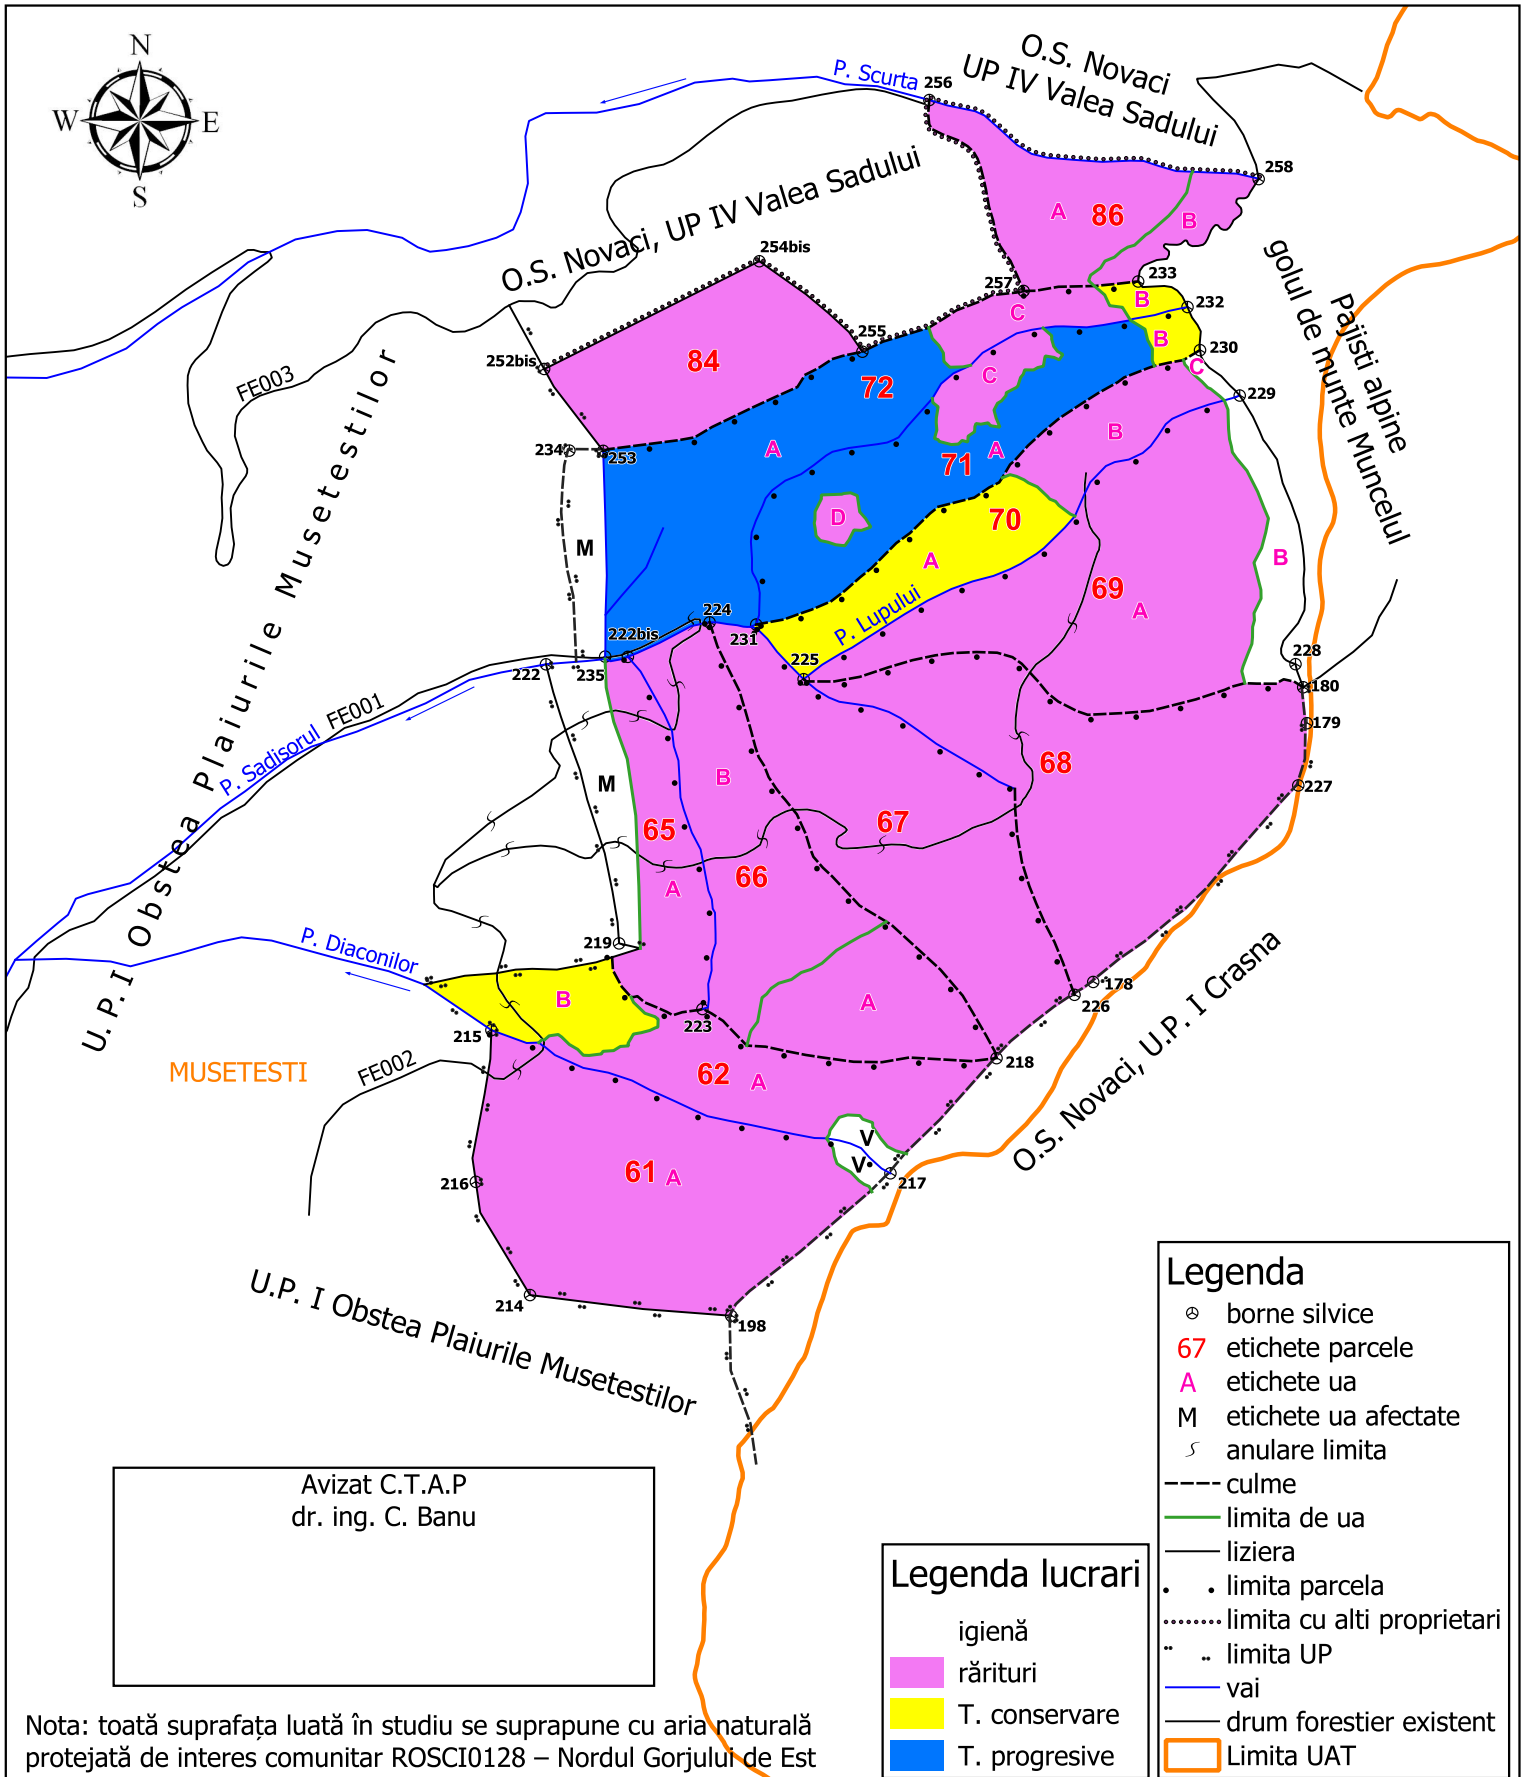 N
W
E
S
P. Scurta
256
O.S. Novaci
UP IV Valea Sadului
258
A
86
B
O.S. Novaci, UP IV Valea Sadului
254bis
257
233
C
B
232
golul de munte Muncelul
Pajisti alpine
252bis
84
255
B
230
C
72
C
229
FE003
234
253
A
71
A
B
D
70
M
A
B
P. Lupului
69
A
222bis
224
231
225
228
222
235
180
179
FE001
P. Sadisorul
U.P.I Obstea Plaiurile Musetestilor
M
B
68
227
65
67
66
A
219
P. Diaconilor
B
A
178
226
215
223
218
O.S. Novaci, U.P. I Crasna
MUSETESTI
FE002
62
A
V
V
61
A
216
217
214
198
U.P. I Obstea Plaiurile Musetestilor
Legenda
borne silvice
67 etichete parcele
A etichete ua
M etichete ua afectate
anulare limita
culme
limita de ua
liziera
limita parcela
limita cu alti proprietari
limita UP
vai
drum forestier existent
Limita UAT
Avizat C.T.A.P
dr. ing. C. Banu
Legenda lucrari
igienă
rărituri
T. conservare
T. progresive
Nota: toată suprafața luată în studiu se suprapune cu aria naturală
protejată de interes comunitar ROSCI0128 – Nordul Gorjului de Est